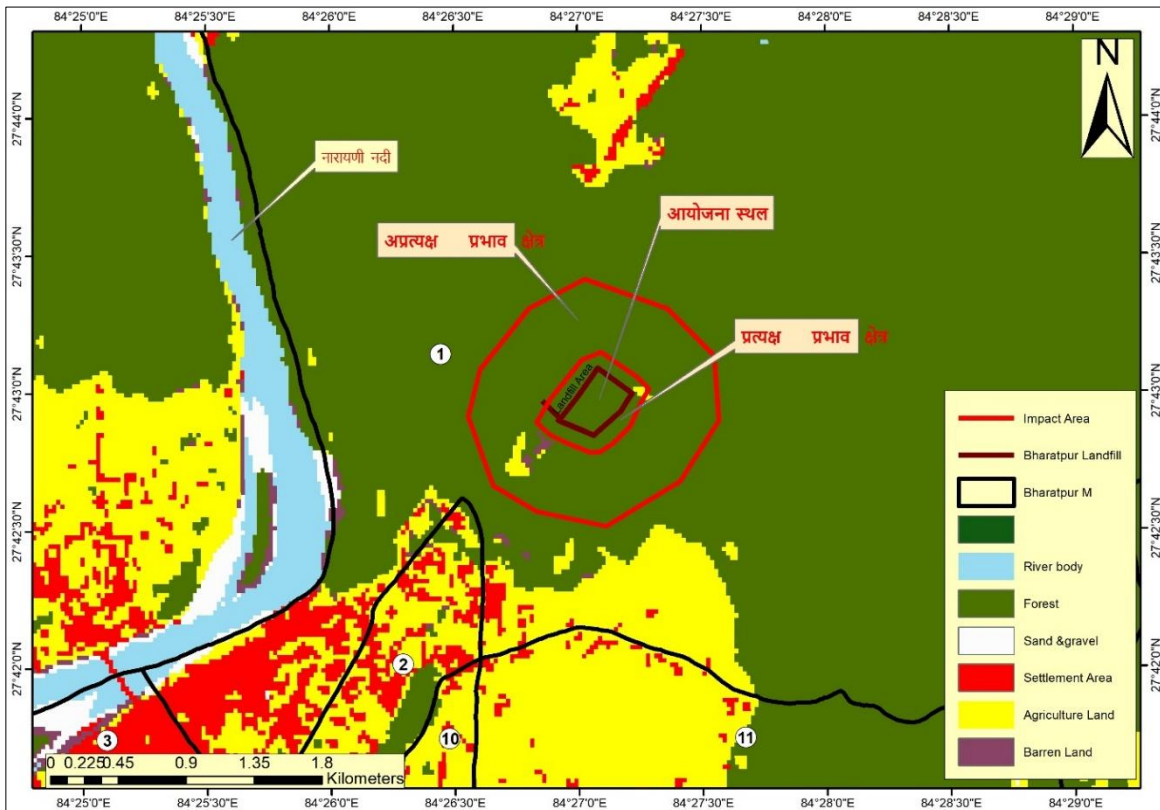 84°25'0"E 84°25'30"E 84°26'0"E 84°26'30"E 84°27'0"E 84°27'30"E 84°28'0"E 84°28'30"E 84°29'0"E
N
27°44'0"N 27°44'0"N
नारायणी नदी
आयोजना स्थल
अप्रत्यक्ष प्रभाव क्षेत्र
27°43'30"N 27°43'30"N
प्रत्यक्ष प्रभाव क्षेत्र
1
Landfill Area
27°43'0"N 27°43'0"N
Impact Area
Bharatpur Landfill
Bharatpur M
27°42'30"N 27°42'30"N
River body
Forest
Sand &gravel
Settlement Area
Agriculture Land
Barren Land
2
27°42'0"N 27°42'0"N
3
10
11
0 0.225 0.45 0.9 1.35 1.8
Kilometers
84°25'0"E 84°25'30"E 84°26'0"E 84°26'30"E 84°27'0"E 84°27'30"E 84°28'0"E 84°28'30"E 84°29'0"E